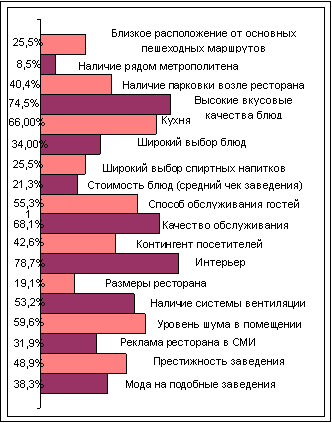 25,5% Близкое расположение от основных
пешеходных маршрутов
8,5% Наличие рядом метрополитена
40,4% Наличие парковки возле ресторана
74,5% Высокие вкусовые
качества блюд
66,00% Кухня
34,00% Широкий выбор блюд
25,5% Широкий выбор спиртных напитков
21,3% Стоимость блюд (средний чек заведения)
55,3% Способ обслуживания гостей
1
68,1% Качество обслуживания
42,6% Контингент посетителей
78,7% Интерьер
19,1% Размеры ресторана
53,2% Наличие системы вентиляции
59,6% Уровень шума в помещении
31,9% Реклама ресторана в СМИ
48,9% Престижность заведения
38,3% Мода на подобные заведения